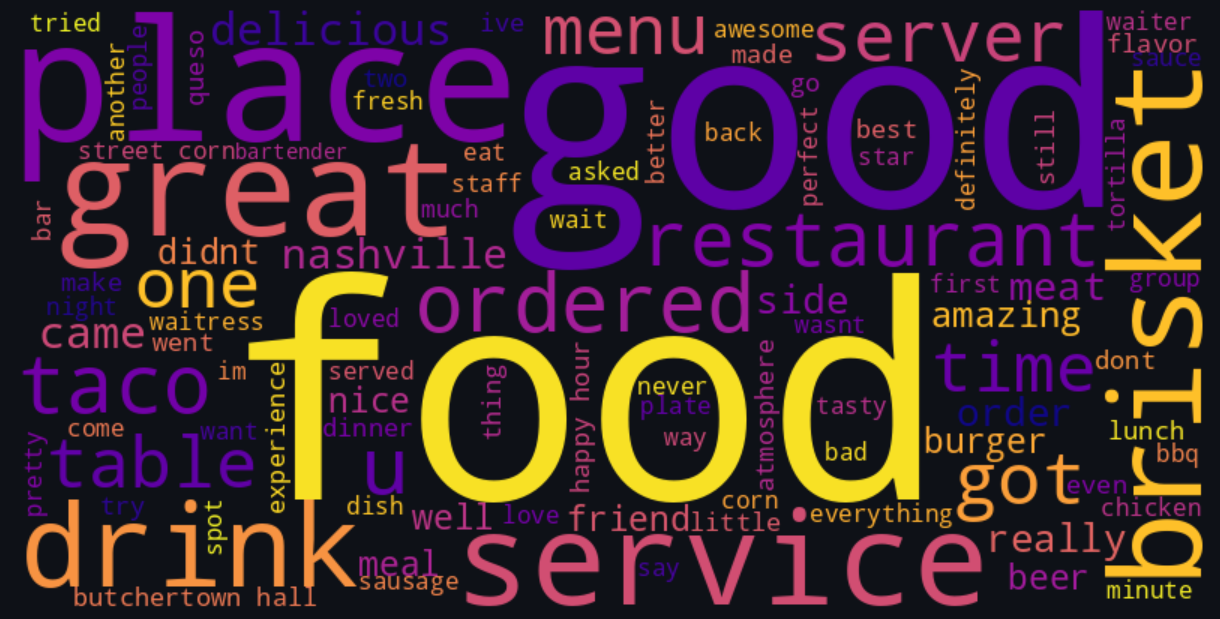 tried
delicious
ive
menu
awesome
server
waiter
flavor
made
sauce
another
people
queso
place
two
fresh
good
go
back
best
star
better
perfect
definitely
still
tortilla
brisket
street corn
bartender
eat
staff
asked
wait
much
great
bar
didnt
nashville
restaurant
make
night
one
waitress
came
went
loved
ordered
side
wasnt
first
meat
group
amazing
time
dont
taco
im
served
nice
dinner
experience
food
thing
happy hour
never
plate
way
atmosphere
tasty
bad
order
burger
lunch
bbq
come
want
pretty
table
u
got
even
chicken
try
spot
drink
dish
well
love
friend
little
corn
everything
really
meal
sausage
service
say
beer
minute
butchertown hall